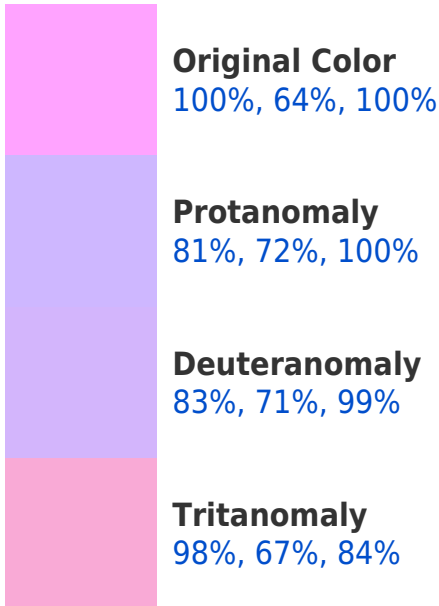 Original Color
100%, 64%, 100%
Protanomaly
81%, 72%, 100%
Deuteranomaly
83%, 71%, 99%
Tritanomaly
98%, 67%, 84%